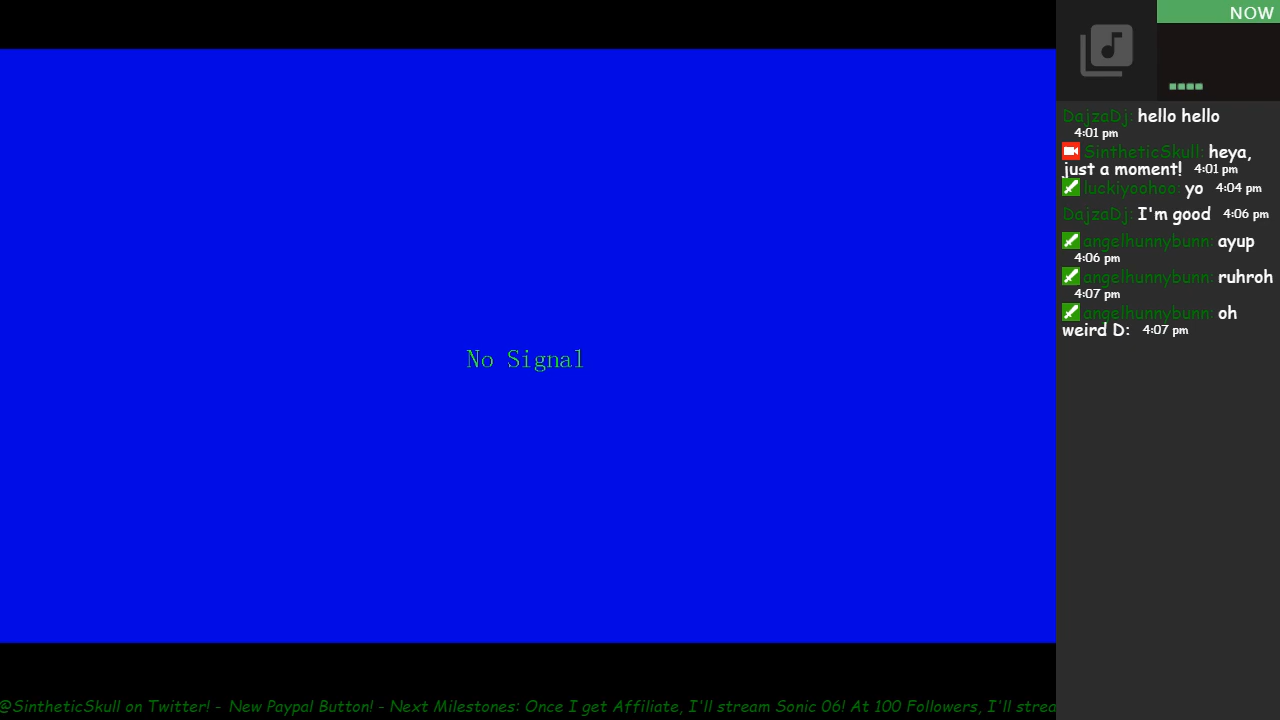 NOW
DajzaDj: hello hello
4:01 pm
SintheticSkull: heya,
just a moment! 4:01 pm
luckiyoohoo: yo 4:04 pm
DajzaDj: I'm good 4:06 pm
angelhunnybunn: ayup
4:06 pm
angelhunnybunn: ruhroh
4:07 pm
angelhunnybunn: oh
weird D: 4:07 pm
No Signal
@SintheticSkull on Twitter! - New Paypal Button! - Next Milestones: Once I get Affiliate, I'll stream Sonic 06! At 100 Followers, I'll strea